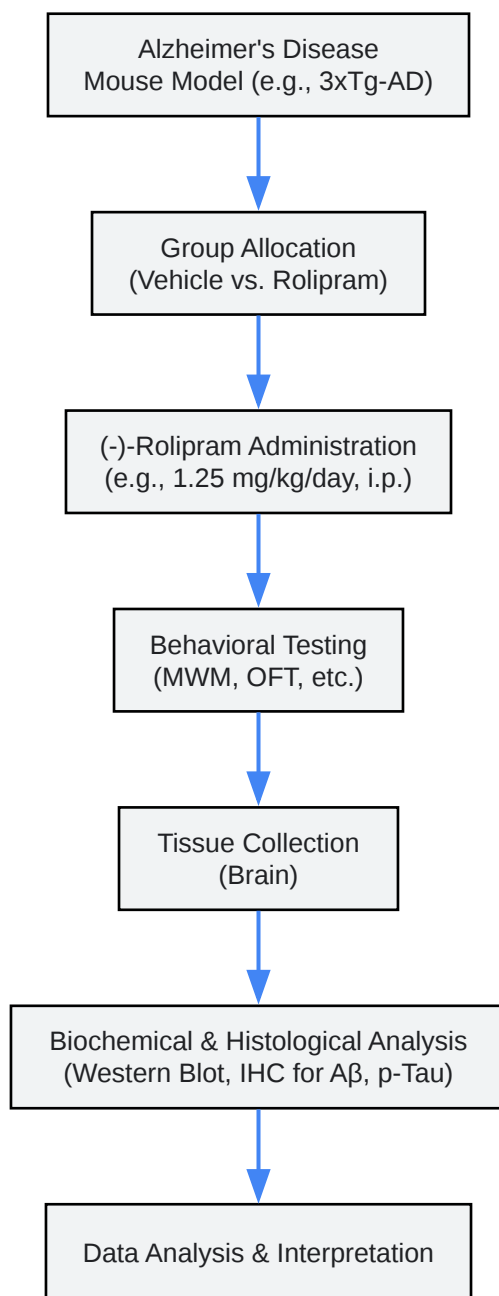 Alzheimer's Disease
Mouse Model (e.g., 3xTg-AD)
Group Allocation
(Vehicle vs. Rolipram)
(-)-Rolipram Administration
(e.g., 1.25 mg/kg/day, i.p.)
Behavioral Testing
(MWM, OFT, etc.)
Tissue Collection
(Brain)
Biochemical & Histological Analysis
(Western Blot, IHC for Aβ, p-Tau)
Data Analysis & Interpretation